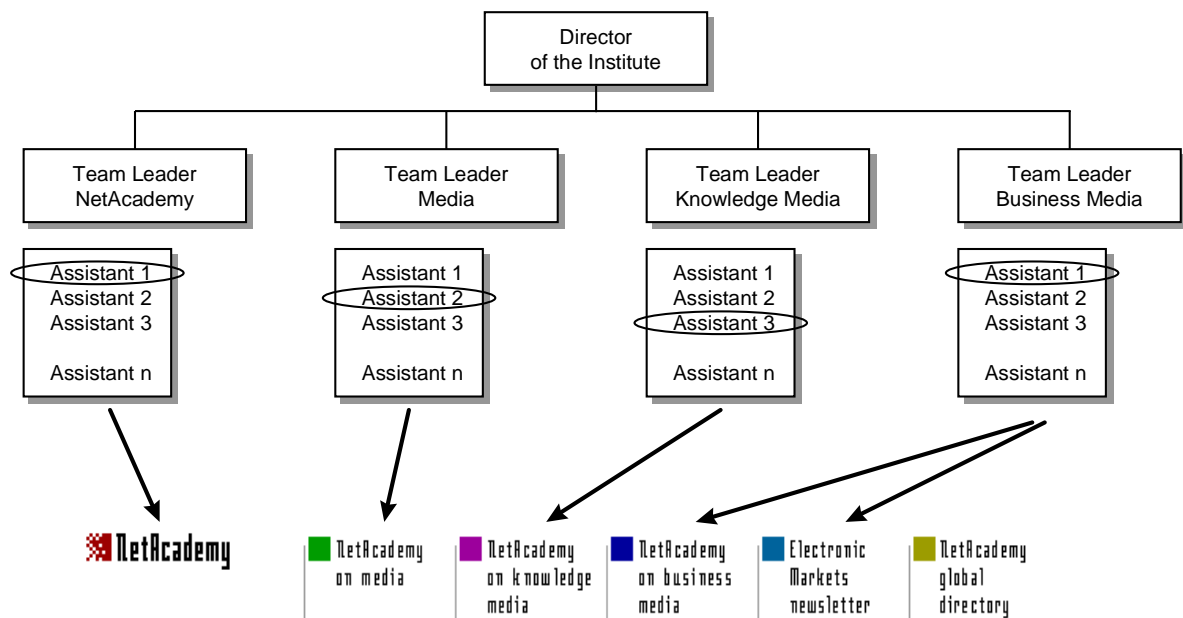 Director
of the Institute
Team Leader
NetAcademy
Team Leader
Media
Team Leader
Knowledge Media
Team Leader
Business Media
Assistant 1
Assistant 2
Assistant 3
Assistant n
Assistant 1
Assistant 2
Assistant 3
Assistant n
Assistant 1
Assistant 2
Assistant 3
Assistant n
Assistant 1
Assistant 2
Assistant 3
Assistant n
NetAcademy
NetAcademy
on media
NetAcademy
on knowledge
media
NetAcademy
on business
media
Electronic
Markets
newsletter
NetAcademy
global
directory